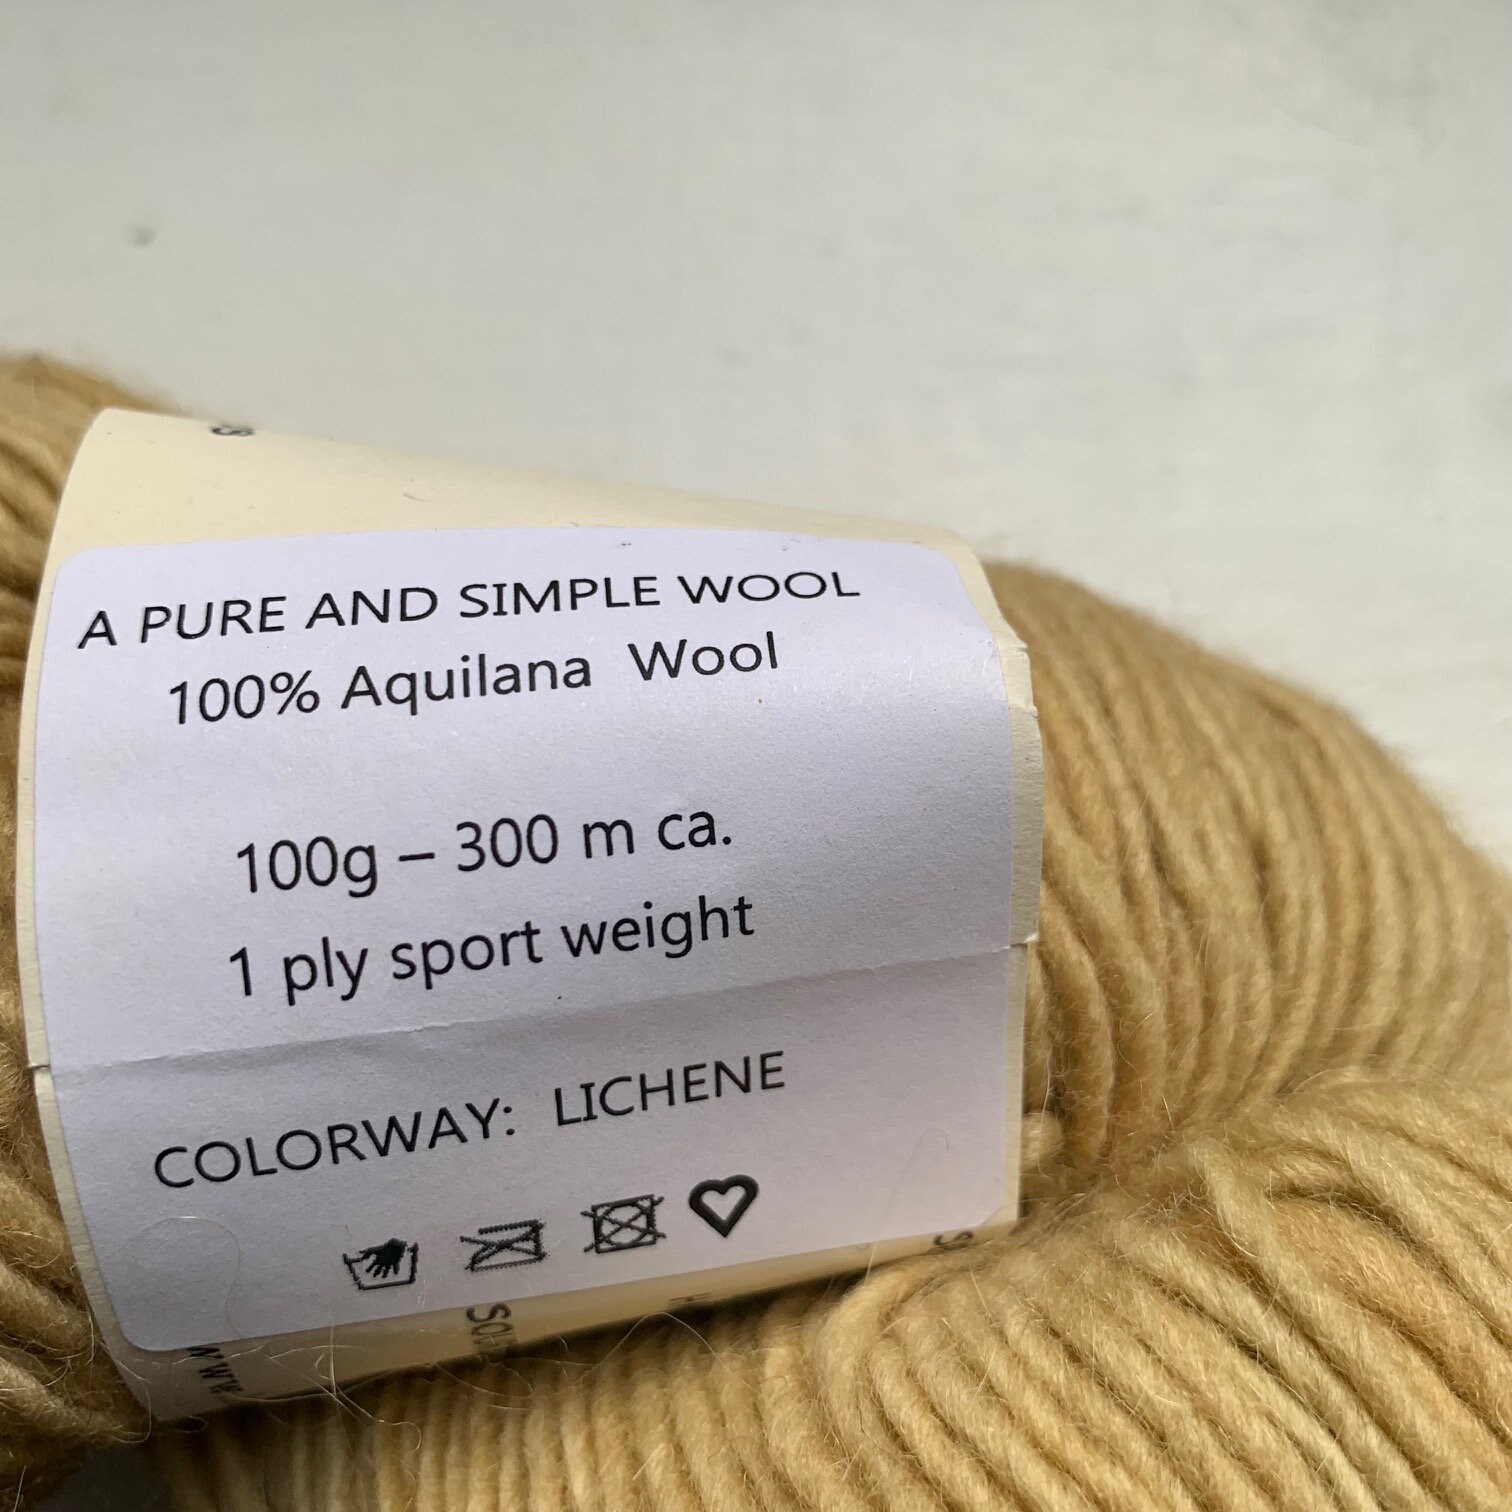 A PURE AND SIMPLE WOOL
100% Aquilana Wool
100g – 300 m ca.
1 ply sport weight
COLORWAY: LICHENE